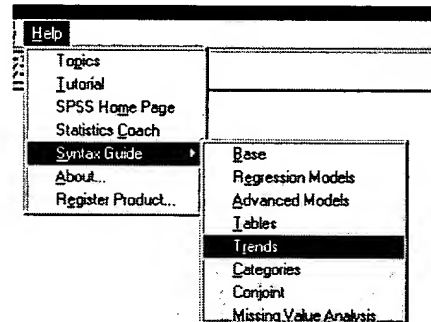 Help
Topics
Tutorial
SPSS Home Page
Statistics Coach
Syntax Guide
About...
Register Product...
Base
Regression Models
Advanced Models
Tables
Trends
Categories
Conjoint
Missing Value Analysis